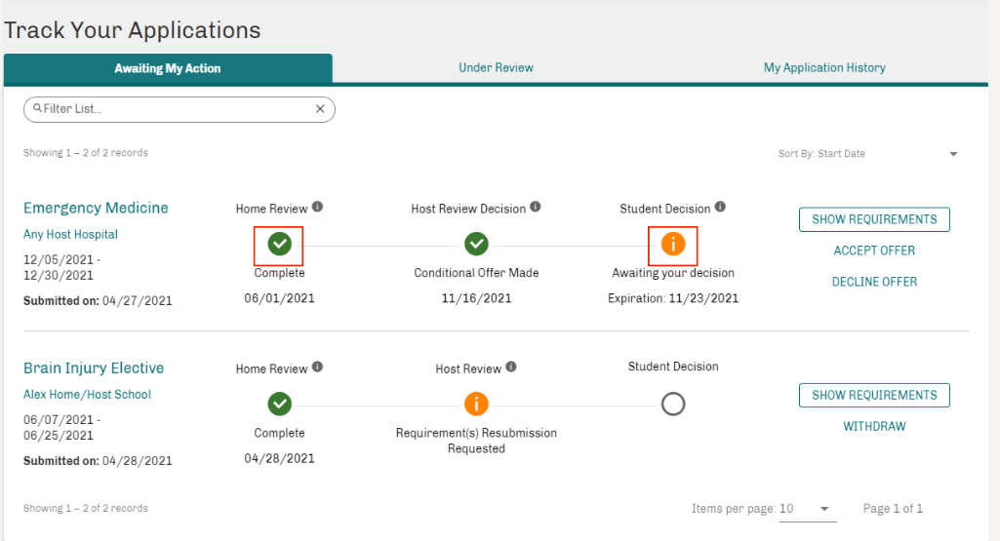 Track Your Applications
Awaiting My Action
Under Review
My Application History
Filter List...
Showing 1 – 2 of 2 records
Sort By: Start Date
Emergency Medicine
Any Host Hospital
12/05/2021 -
12/30/2021
Submitted on: 04/27/2021
Home Review
Complete
06/01/2021
Host Review Decision
Conditional Offer Made
11/16/2021
Student Decision
Awaiting your decision
Expiration: 11/23/2021
SHOW REQUIREMENTS
ACCEPT OFFER
DECLINE OFFER
Brain Injury Elective
Alex Home/Host School
06/07/2021 -
06/25/2021
Submitted on: 04/28/2021
Home Review
Complete
04/28/2021
Host Review
Requirement(s) Resubmission
Requested
Student Decision
SHOW REQUIREMENTS
WITHDRAW
Showing 1 – 2 of 2 records
Items per page: 10
Page 1 of 1